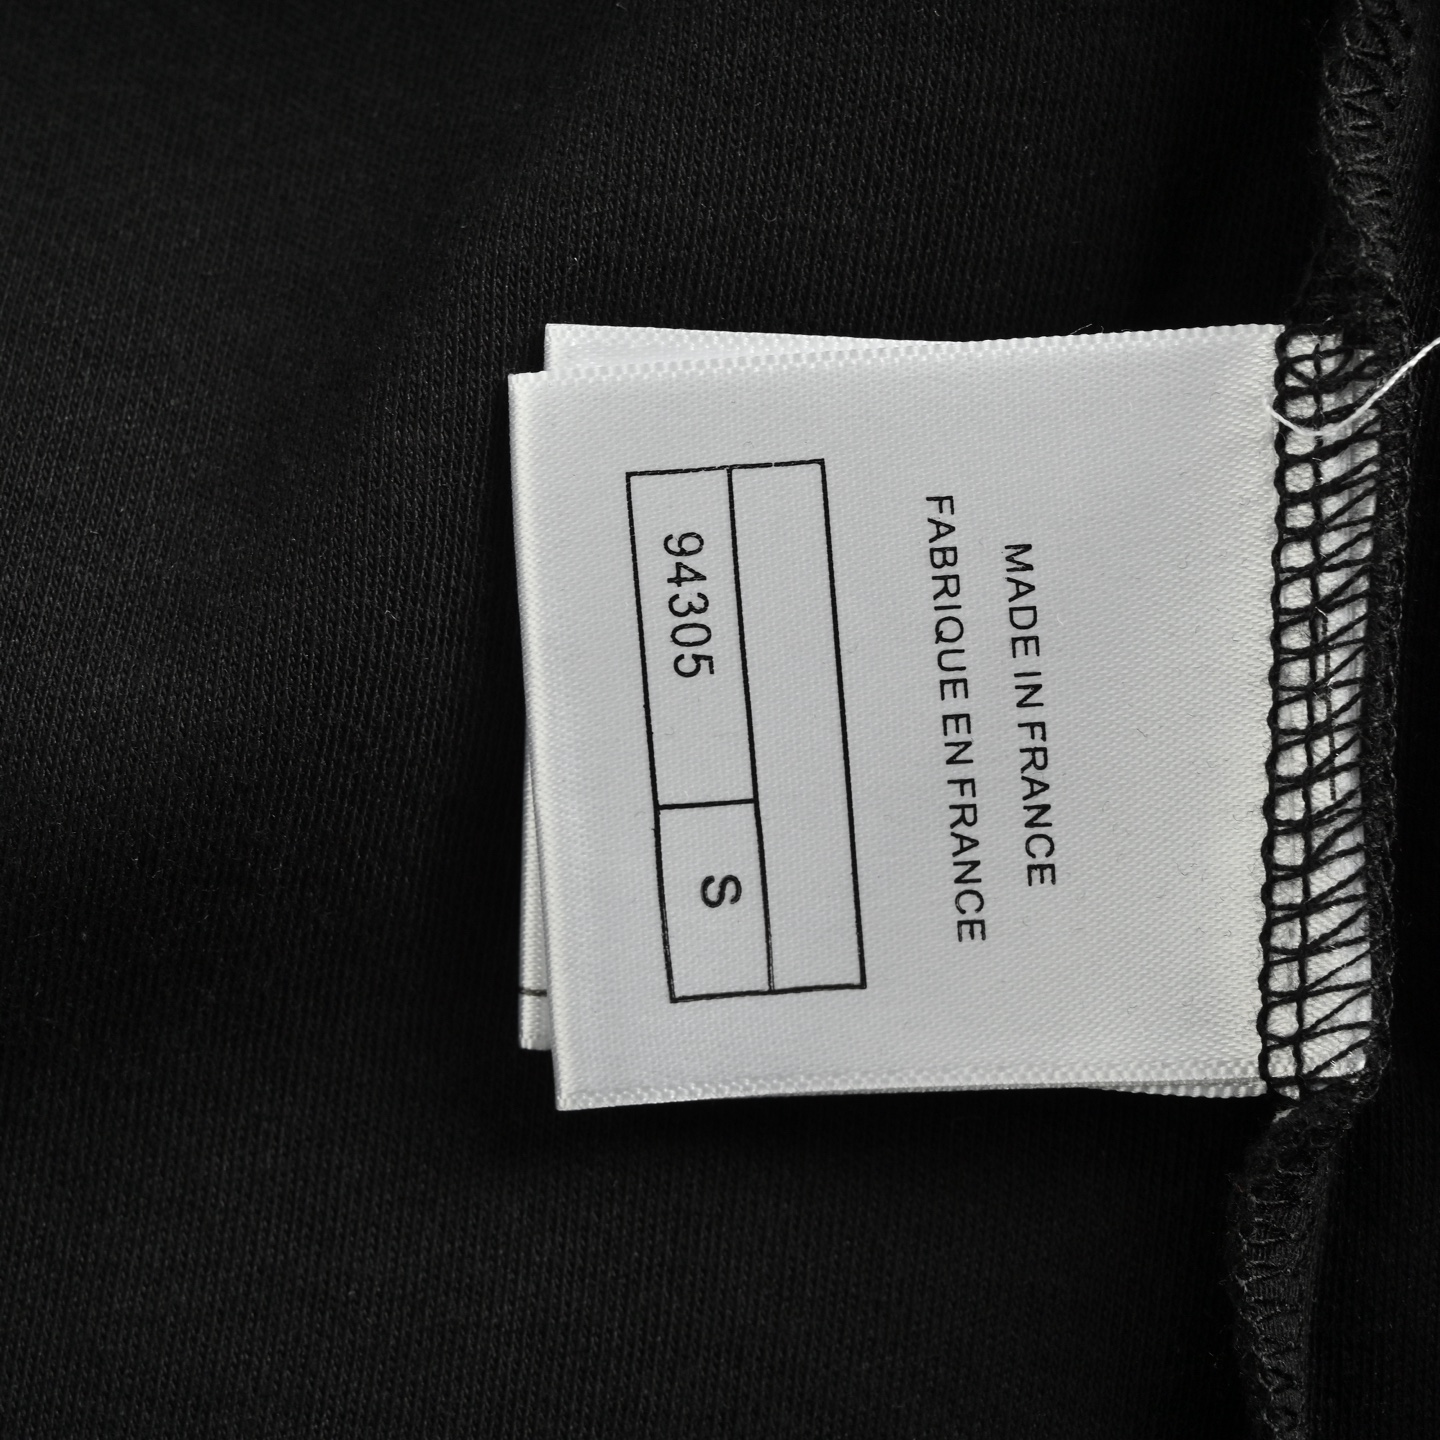 MADE IN FRANCE
FABRIQUE EN FRANCE
94305
S